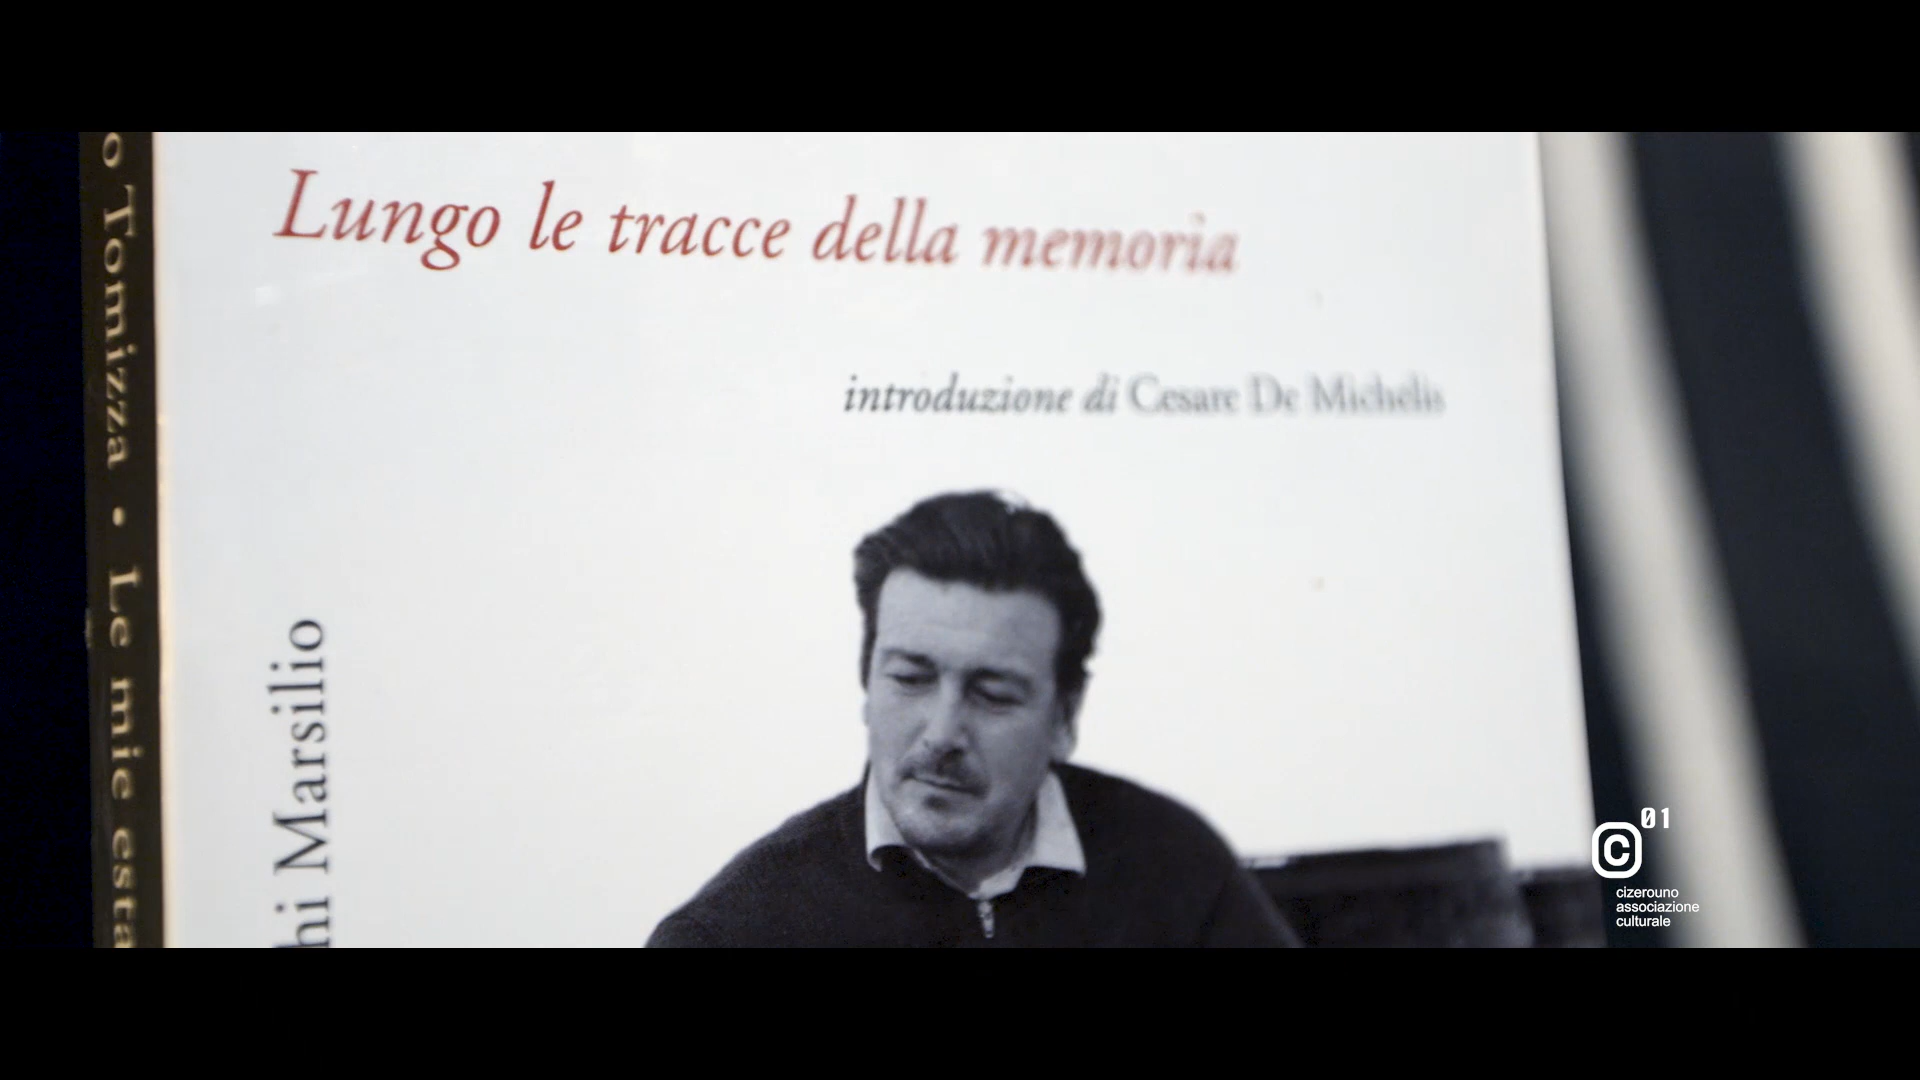 o Tomizza • Le mie esta
Lungo le tracce della memoria
introduzione di Cesare De Michelis
hi Marsilio
C 01
cizerouno
associazione
culturale